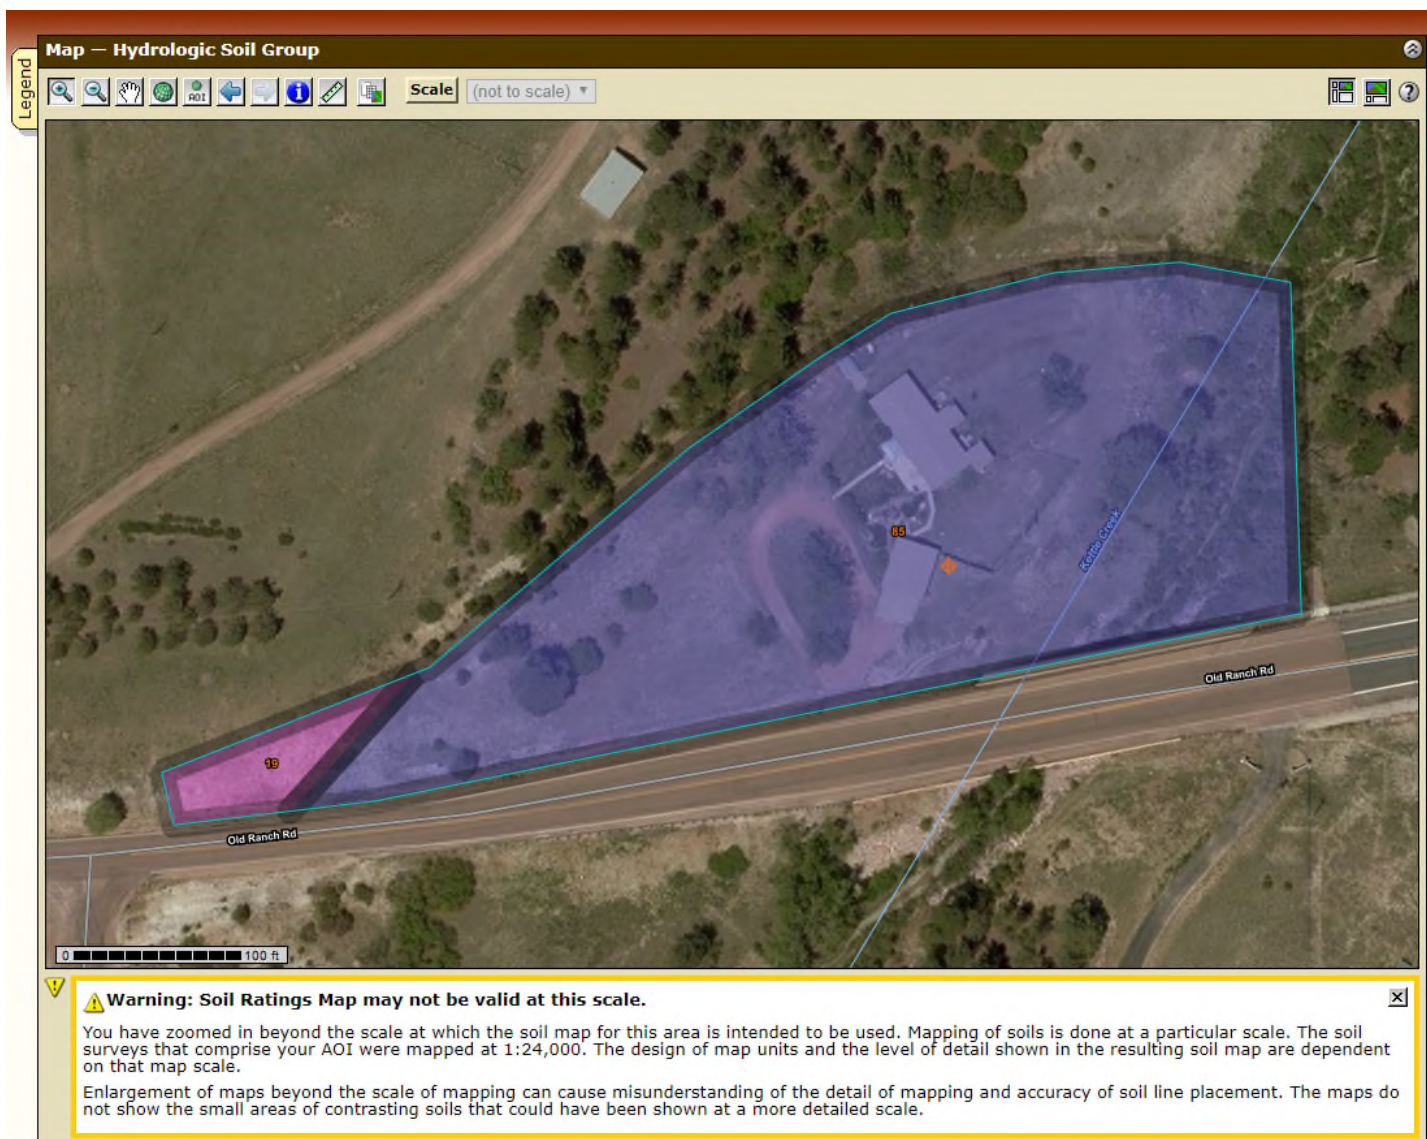 Map — Hydrologic Soil Group
Legend
AOI
Scale
(not to scale)
85
Kettle Creek
Old Ranch Rd
19
Old Ranch Rd
0 100 ft
Warning: Soil Ratings Map may not be valid at this scale.
You have zoomed in beyond the scale at which the soil map for this area is intended to be used. Mapping of soils is done at a particular scale. The soil
surveys that comprise your AOI were mapped at 1:24,000. The design of map units and the level of detail shown in the resulting soil map are dependent
on that map scale.
Enlargement of maps beyond the scale of mapping can cause misunderstanding of the detail of mapping and accuracy of soil line placement. The maps do
not show the small areas of contrasting soils that could have been shown at a more detailed scale.